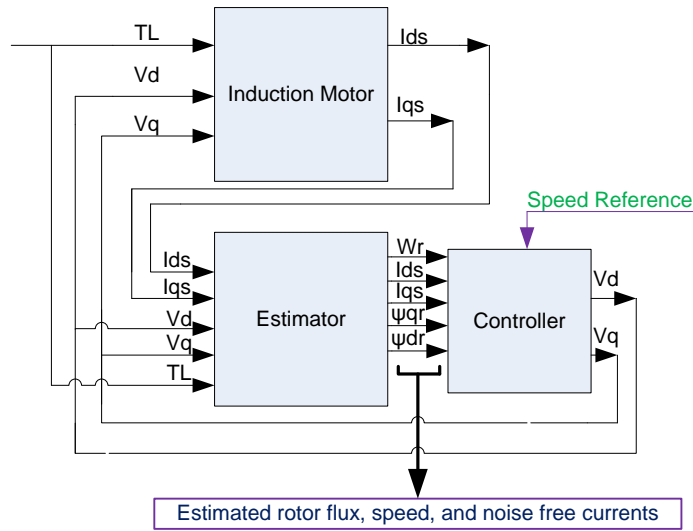 TL
Ids
Vd
Induction Motor
Iqs
Vq
Speed Reference
Wr
Ids
Ids
Iqs
Iqs
Vd
Vd
Estimator
ψqr
Controller
Vq
Vq
ψdr
TL
Estimated rotor flux, speed, and noise free currents